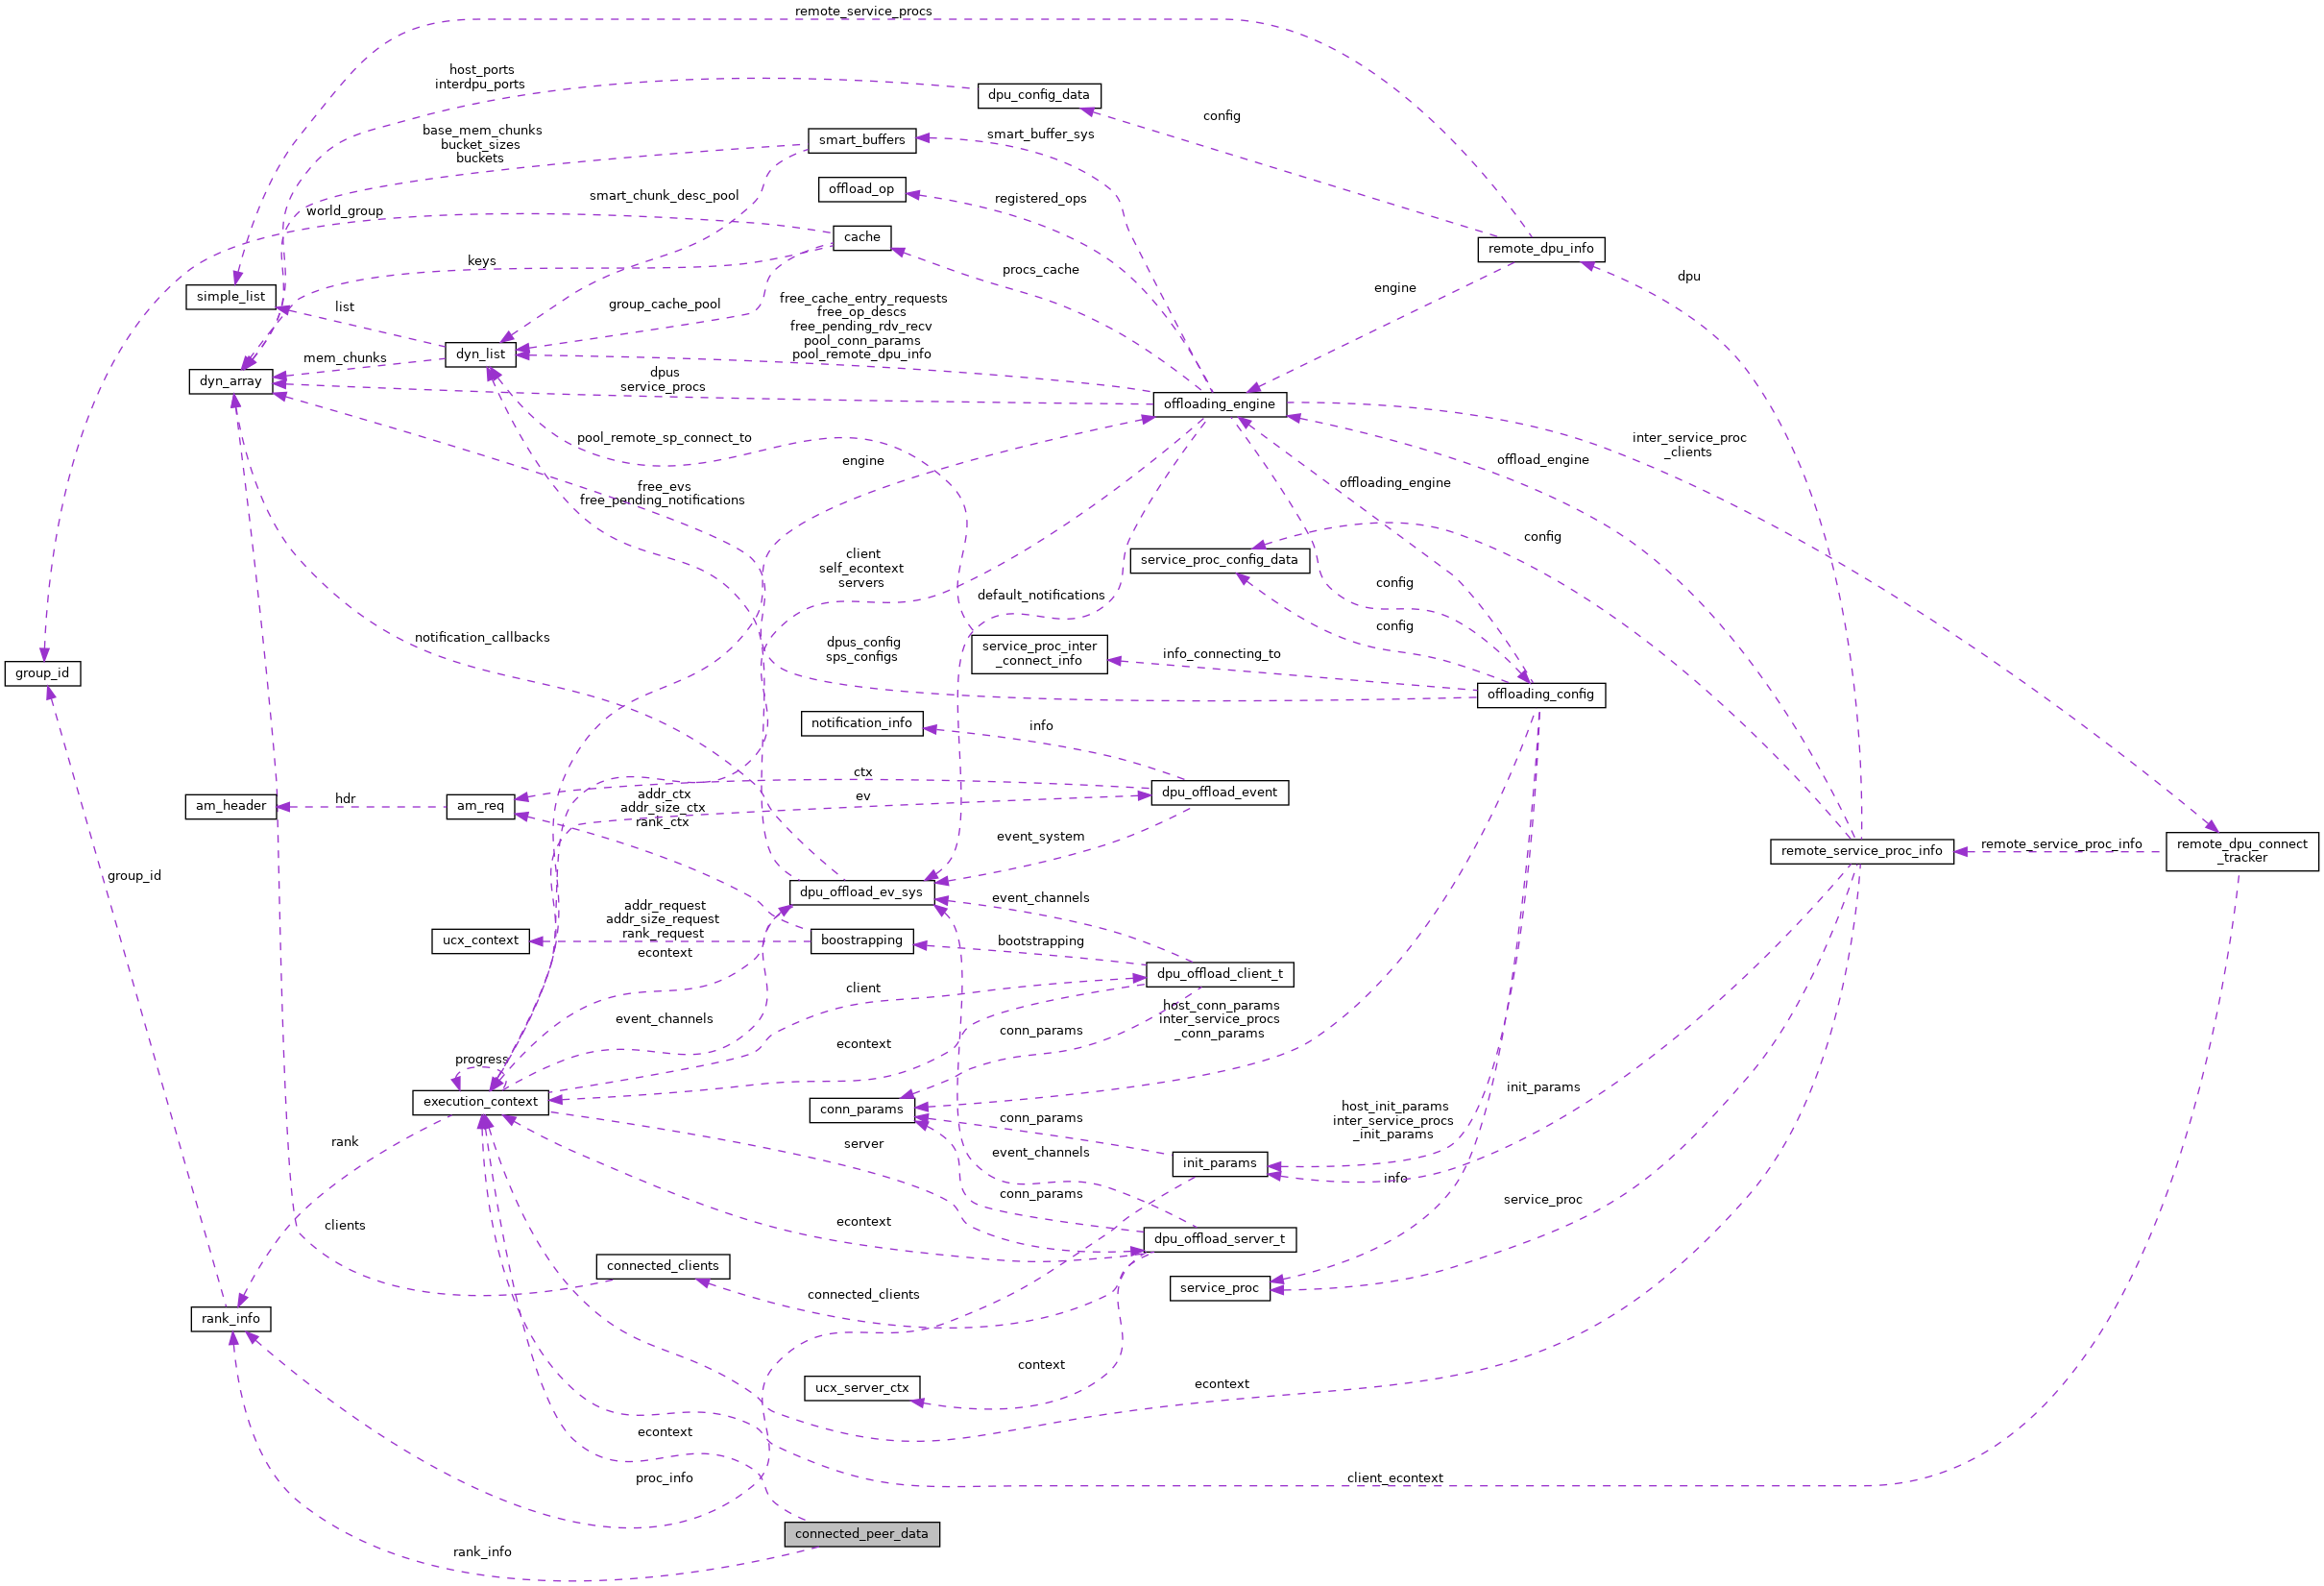 remote_service_procs
host_ports
interdpu_ports
dpu_config_data
config
base_mem_chunks
bucket_sizes
buckets
smart_buffers
smart_buffer_sys
offload_op
smart_chunk_desc_pool
registered_ops
world_group
cache
remote_dpu_info
keys
procs_cache
dpu
simple_list
list
group_cache_pool
engine
free_cache_entry_requests
free_op_descs
free_pending_rdv_recv
pool_conn_params
pool_remote_dpu_info
dyn_list
mem_chunks
dyn_array
dpus
service_procs
offloading_engine
pool_remote_sp_connect_to
inter_service_proc
_clients
engine
offload_engine
offloading_engine
free_evs
free_pending_notifications
config
client
self_econtext
servers
service_proc_config_data
config
default_notifications
config
notification_callbacks
dpus_config
sps_configs
service_proc_inter
_connect_info
info_connecting_to
group_id
offloading_config
notification_info
info
ctx
am_header
hdr
am_req
addr_ctx
addr_size_ctx
rank_ctx
ev
dpu_offload_event
event_system
remote_service_proc_info
remote_service_proc_info
remote_dpu_connect
_tracker
group_id
dpu_offload_ev_sys
event_channels
ucx_context
addr_request
addr_size_request
rank_request
boostrapping
bootstrapping
econtext
dpu_offload_client_t
client
event_channels
host_conn_params
inter_service_procs
_conn_params
conn_params
econtext
progress
execution_context
conn_params
init_params
host_init_params
inter_service_procs
_init_params
conn_params
rank
server
event_channels
init_params
info
conn_params
service_proc
clients
econtext
dpu_offload_server_t
connected_clients
service_proc
connected_clients
rank_info
context
ucx_server_ctx
econtext
econtext
proc_info
client_econtext
connected_peer_data
rank_info